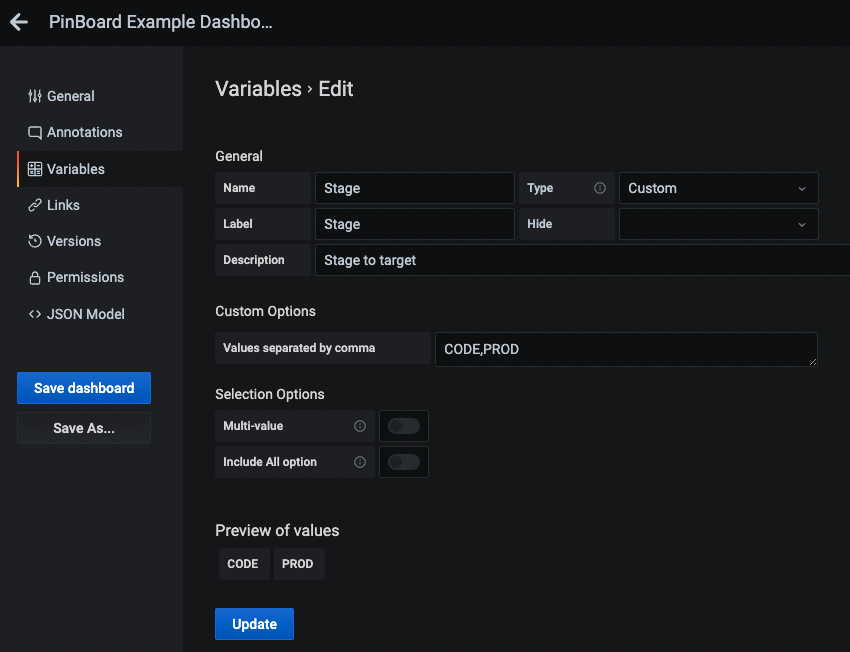 PinBoard Example Dashbo...
General
Annotations
Variables
Links
Versions
Permissions
JSON Model
Save dashboard
Save As...
Variables › Edit
General
Name Stage Type Custom
Label Stage Hide
Description Stage to target
Custom Options
Values separated by comma CODE,PROD
Selection Options
Multi-value
Include All option
Preview of values
CODE PROD
Update